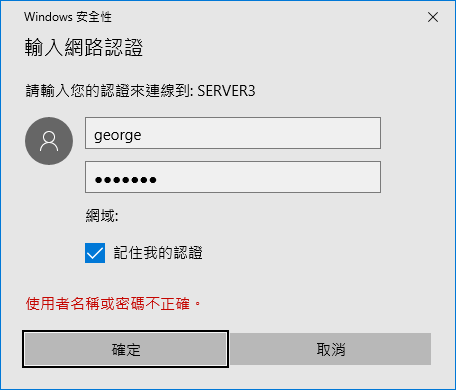 Windows 安全性
輸入網路認證
請輸入您的認證來連線到: SERVER3
george
●●●●●●●
網域:
記住我的認證
使用者名稱或密碼不正確。
確定
取消